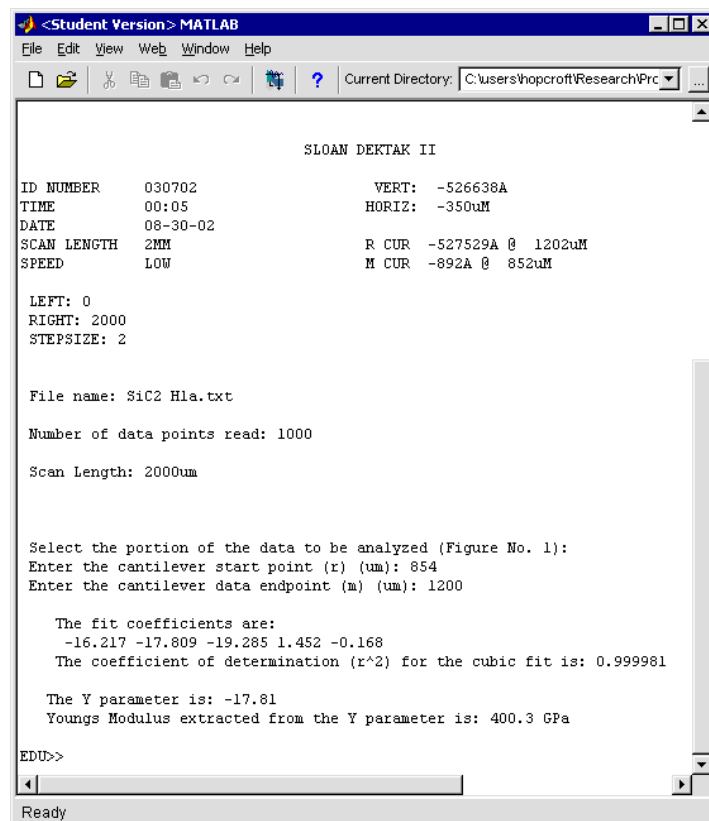 <Student Version> MATLAB
File Edit View Web Window Help
? Current Directory: C:\users\hopcroft\Research\Prc ...
SLOAN DEKTAK II
ID NUMBER 030702 VERT: -526638A
TIME 00:05 HORIZ: -350uM
DATE 08-30-02
SCAN LENGTH 2MM R CUR -527529A @ 1202uM
SPEED LOW M CUR -892A @ 852uM
LEFT: 0
RIGHT: 2000
STEPSIZE: 2
File name: SiC2 H1a.txt
Number of data points read: 1000
Scan Length: 2000um
Select the portion of the data to be analyzed (Figure No. 1):
Enter the cantilever start point (r) (um): 854
Enter the cantilever data endpoint (m) (um): 1200
The fit coefficients are:
-16.217 -17.809 -19.285 1.452 -0.168
The coefficient of determination (r^2) for the cubic fit is: 0.999981
The Y parameter is: -17.81
Youngs Modulus extracted from the Y parameter is: 400.3 GPa
EDU>>
Ready